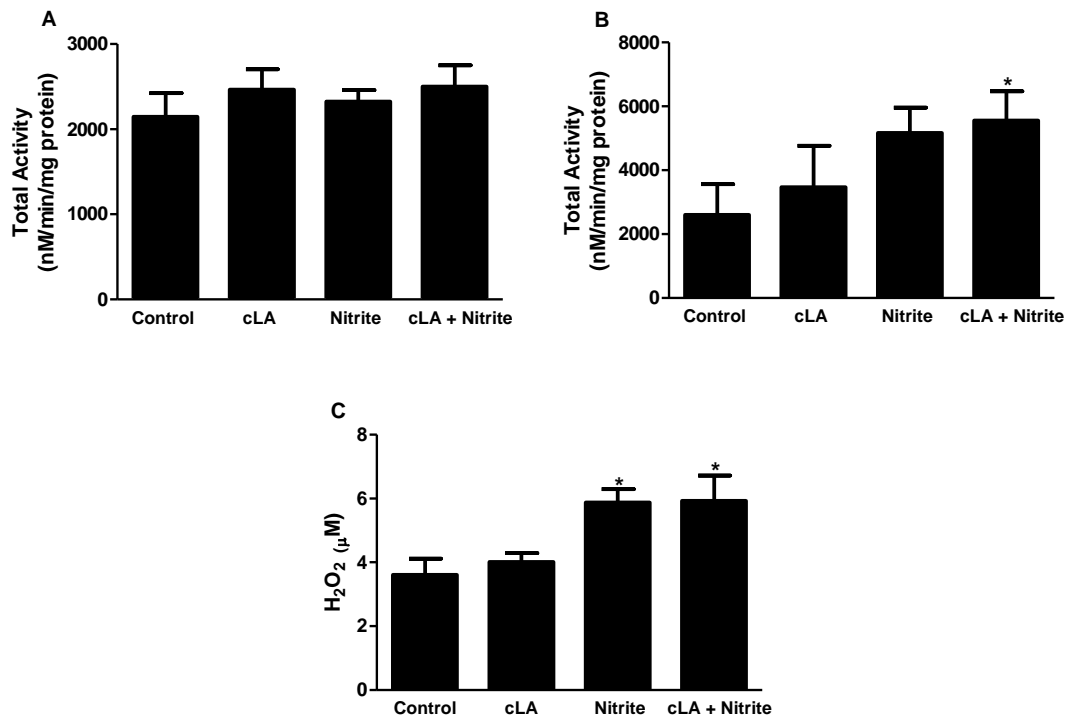 A
Total Activity
(nM/min/mg protein)
3000
2000
1000
0
Control cLA Nitrite cLA + Nitrite
B
Total Activity
(nM/min/mg protein)
8000
6000
4000
2000
0
*
Control cLA Nitrite cLA + Nitrite
C
H₂O₂ (μM)
8
6
4
2
0
* *
Control cLA Nitrite cLA + Nitrite